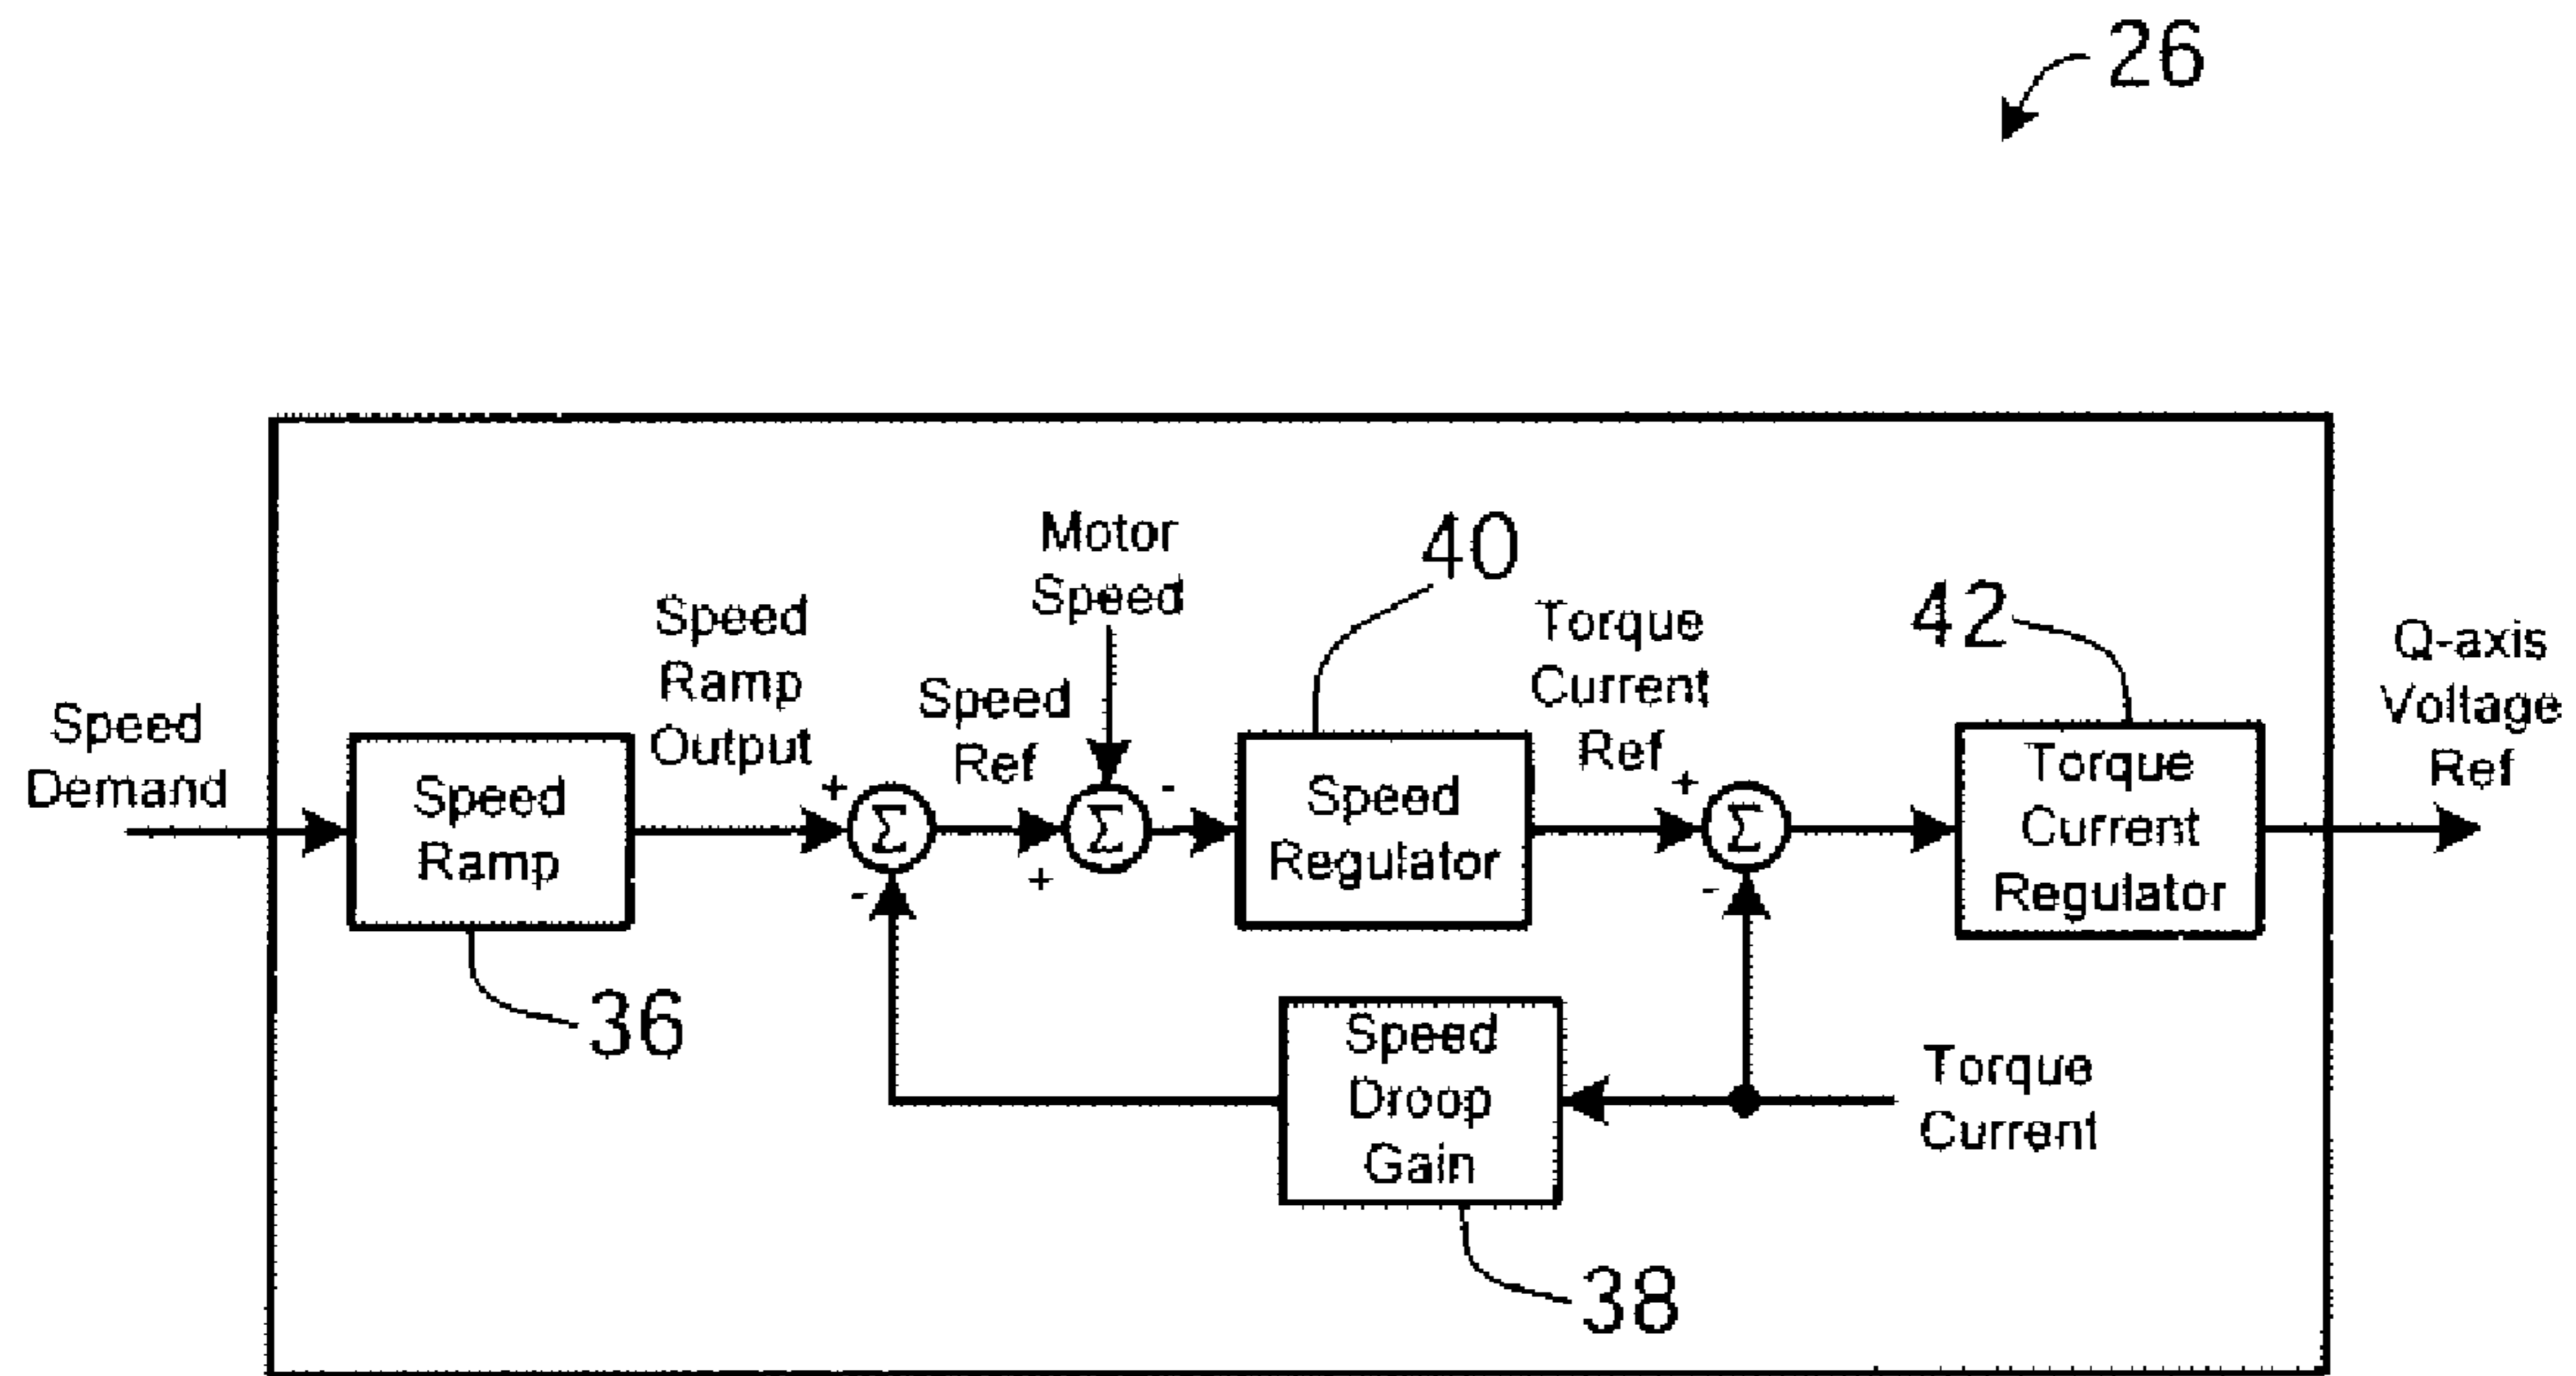 26
Motor
Speed
40
Speed
Ramp
Output
Speed
Ref
Torque
Current
Ref
42
Q-axis
Voltage
Ref
Speed
Demand
Speed
Ramp
+
Σ
-
+
Σ
-
Speed
Regulator
+
Σ
-
Torque
Current
Regulator
36
Speed
Droop
Gain
Torque
Current
38